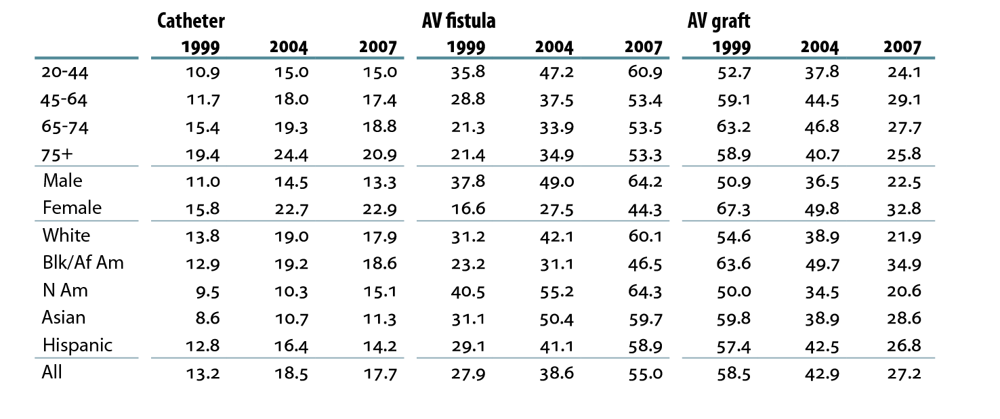 Catheter AV fistula AV graft
1999 2004 2007 1999 2004 2007 1999 2004 2007
20-44 10.9 15.0 15.0 35.8 47.2 60.9 52.7 37.8 24.1
45-64 11.7 18.0 17.4 28.8 37.5 53.4 59.1 44.5 29.1
65-74 15.4 19.3 18.8 21.3 33.9 53.5 63.2 46.8 27.7
75+ 19.4 24.4 20.9 21.4 34.9 53.3 58.9 40.7 25.8
Male 11.0 14.5 13.3 37.8 49.0 64.2 50.9 36.5 22.5
Female 15.8 22.7 22.9 16.6 27.5 44.3 67.3 49.8 32.8
White 13.8 19.0 17.9 31.2 42.1 60.1 54.6 38.9 21.9
Blk/Af Am 12.9 19.2 18.6 23.2 31.1 46.5 63.6 49.7 34.9
N Am 9.5 10.3 15.1 40.5 55.2 64.3 50.0 34.5 20.6
Asian 8.6 10.7 11.3 31.1 50.4 59.7 59.8 38.9 28.6
Hispanic 12.8 16.4 14.2 29.1 41.1 58.9 57.4 42.5 26.8
All 13.2 18.5 17.7 27.9 38.6 55.0 58.5 42.9 27.2